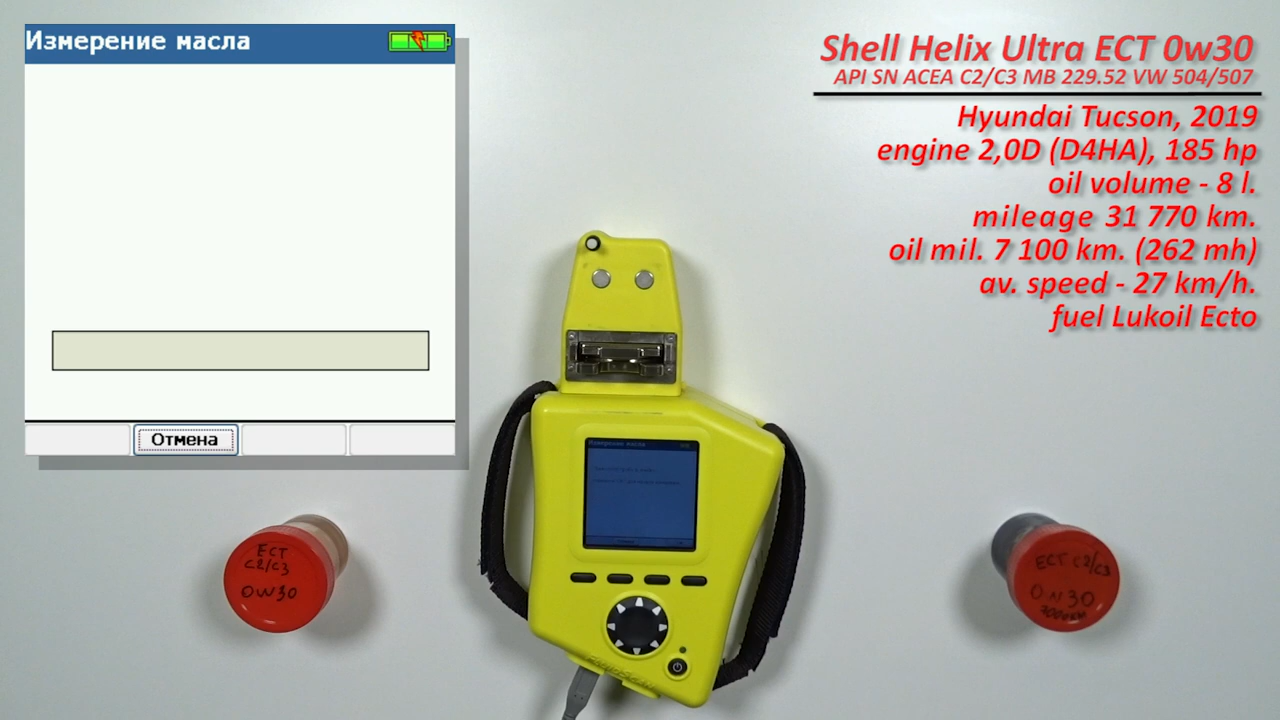 Измерение масла
Отмена
Shell Helix Ultra ECT 0w30
API SN ACEA C2/C3 MB 229.52 VW 504/507
Hyundai Tucson, 2019
engine 2,0D (D4HA), 185 hp
oil volume - 8 l.
mileage 31 770 km.
oil mil. 7 100 km. (262 mh)
av. speed - 27 km/h.
fuel Lukoil Ecto
Измерение масла
ECT
C2/C3
0W30
ECT C2/C3
0W30